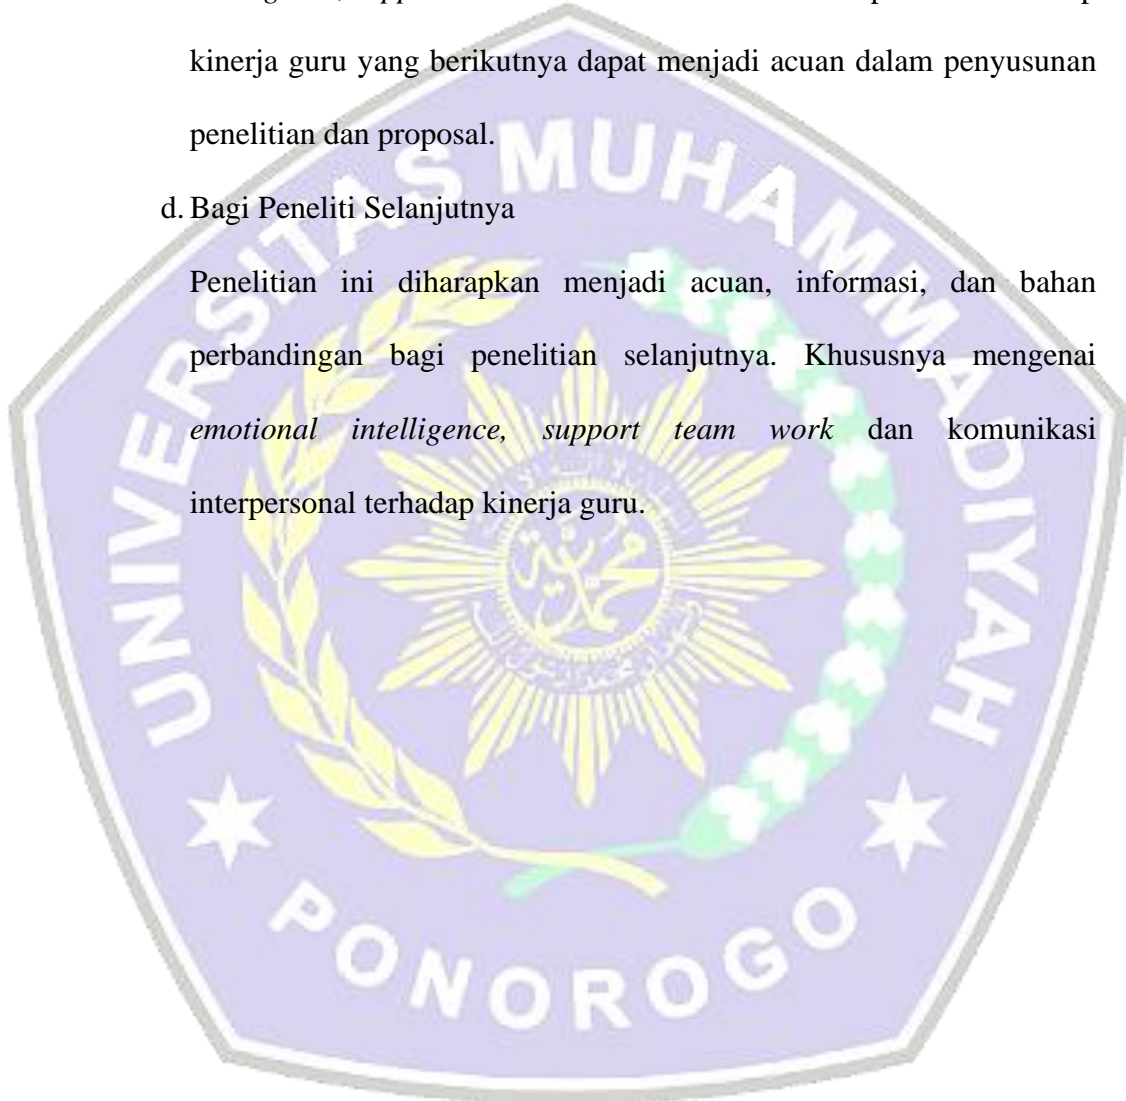 kinerja guru yang berikutnya dapat menjadi acuan dalam penyusunan
penelitian dan proposal.
d. Bagi Peneliti Selanjutnya
Penelitian ini diharapkan menjadi acuan, informasi, dan bahan
perbandingan bagi penelitian selanjutnya. Khususnya mengenai
emotional intelligence, support team work dan komunikasi
interpersonal terhadap kinerja guru.
UNIVERSITAS MUHAMMADIYAH
PONOROGO